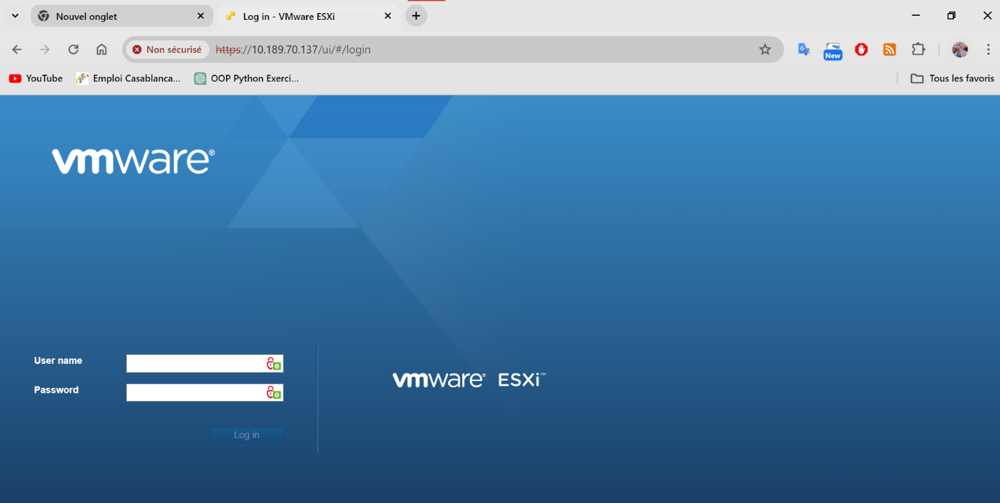 Nouvel onglet
Log in - VMware ESXi
Non sécurisé
https://10.189.70.137/ui/#/login
New
YouTube
Emploi Casablanca...
OOP Python Exerci...
Tous les favoris
vmware®
User name
Password
Log in
vmware® ESXi™